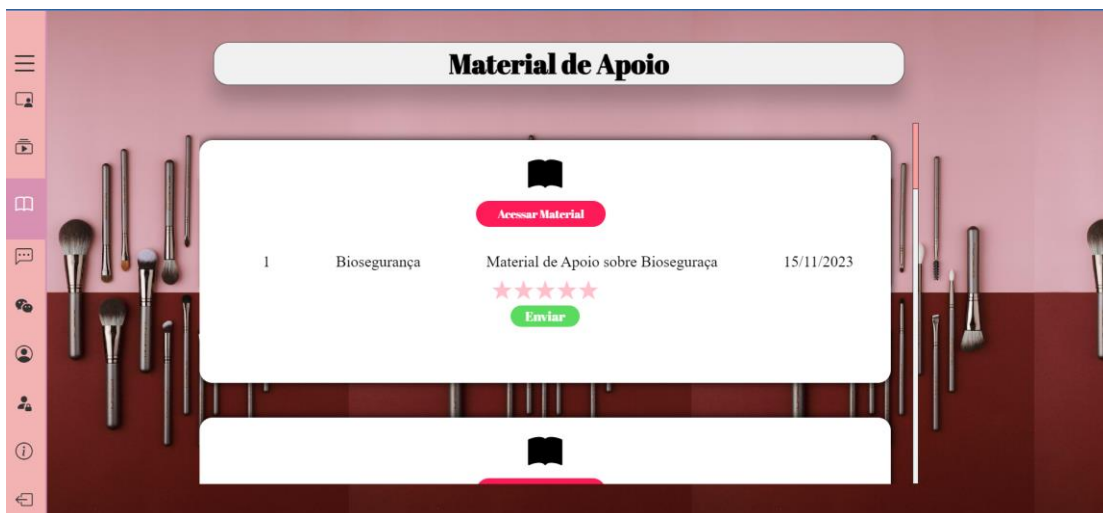 Material de Apoio
Acessar Material
1 Biosegurança Material de Apoio sobre Bioseguraça 15/11/2023
Enviar